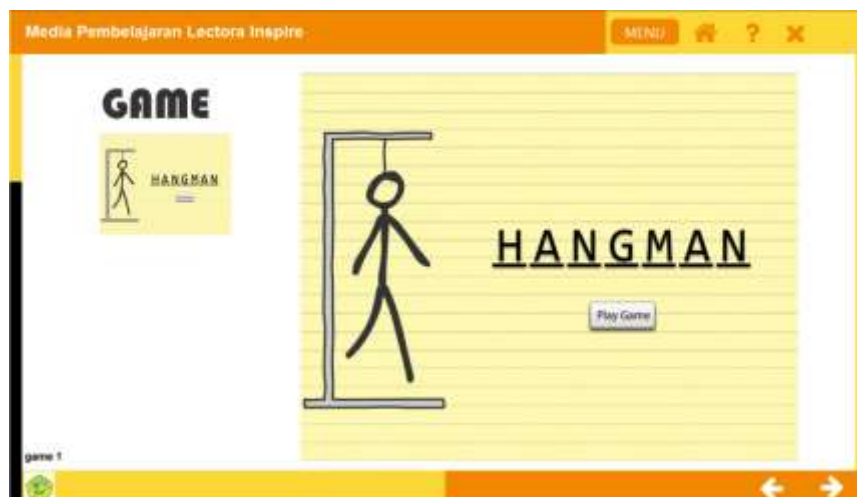 Media Pembelajaran Lectora Inspire
MENU
?
GAME
HANGMAN
HANGMAN
Play Game
game 1